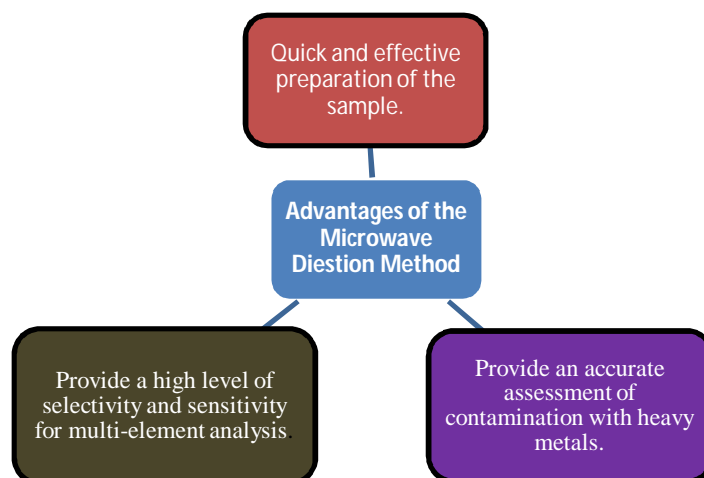 Quick and effective
preparation of the
sample.
Advantages of the
Microwave
Diestion Method
Provide a high level of
selectivity and sensitivity
for multi-element analysis.
Provide an accurate
assessment of
contamination with heavy
metals.